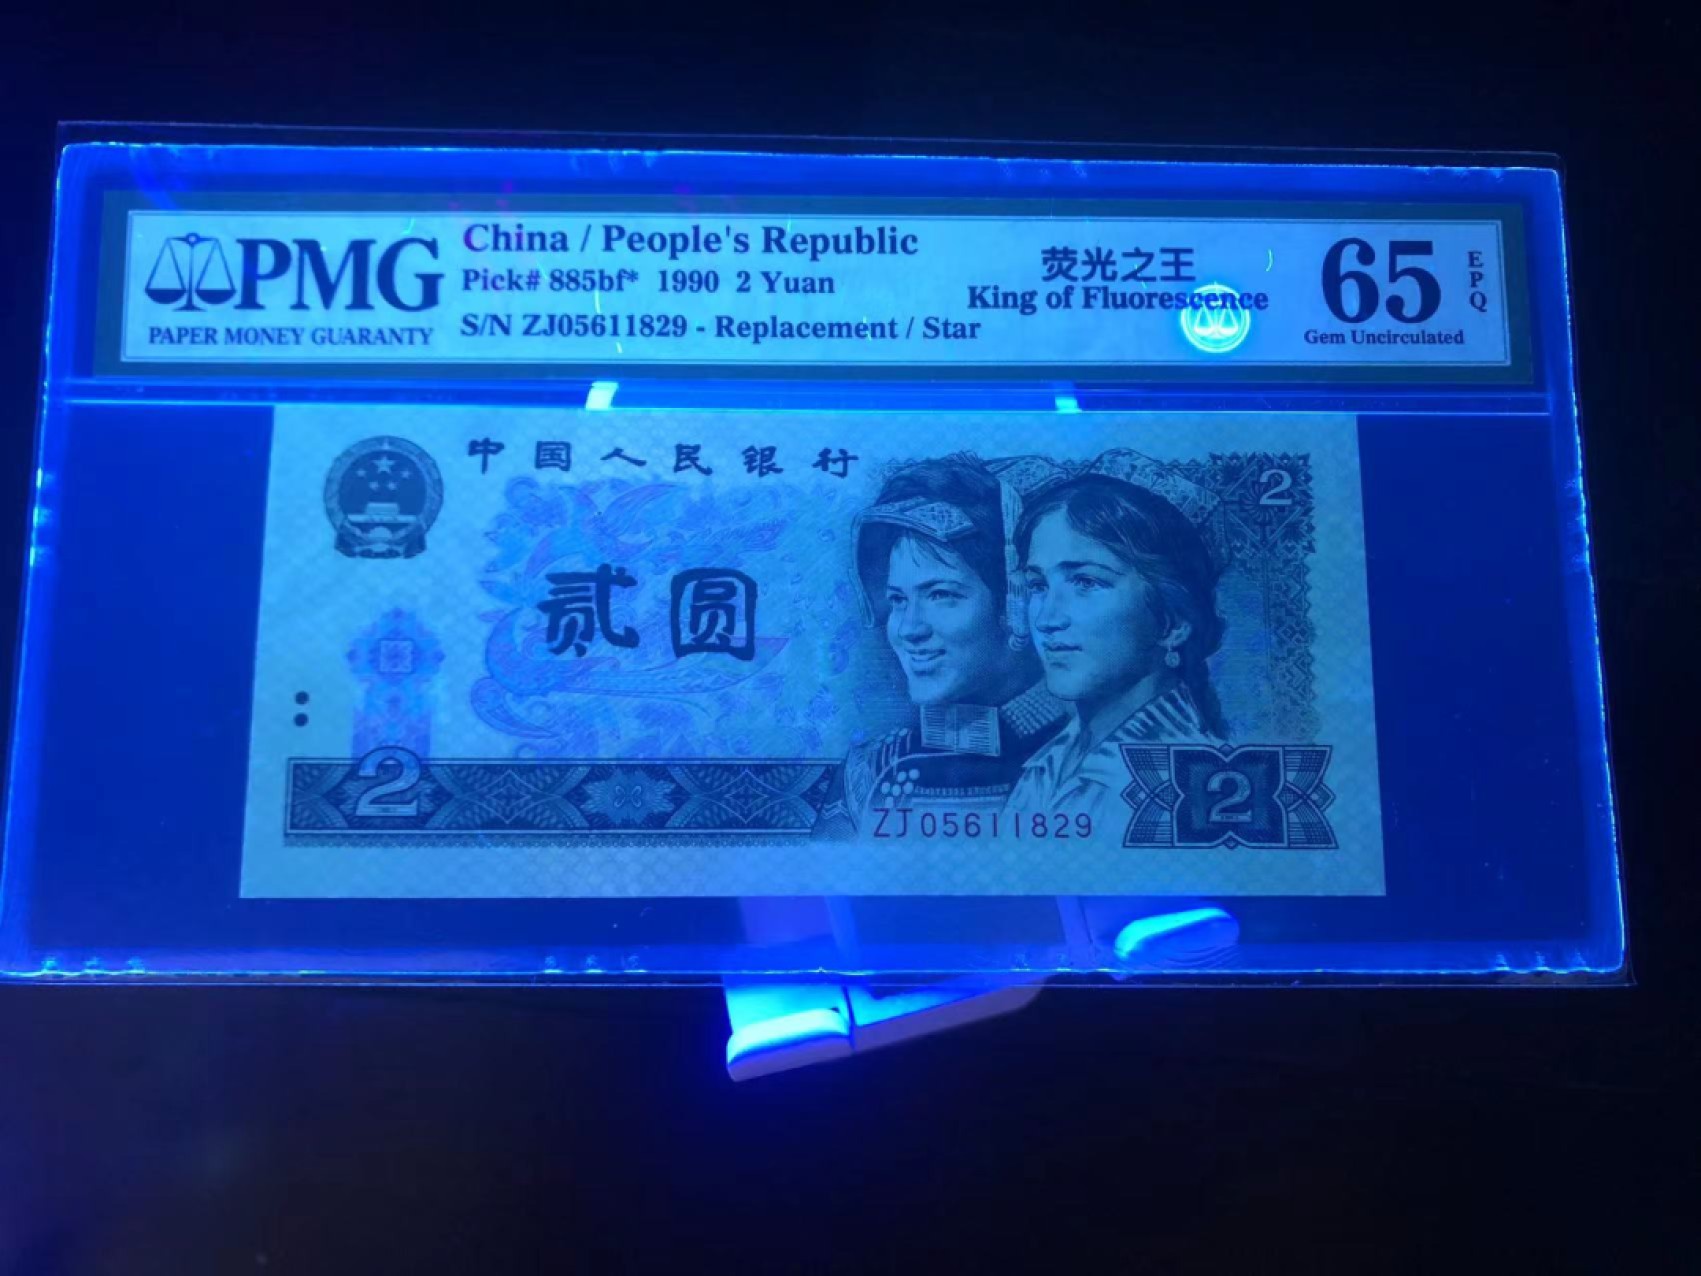 PMG
PAPER MONEY GUARANTY
China / People's Republic
Pick# 885bf* 1990 2 Yuan
S/N ZJ05611829 - Replacement / Star
荧光之王
King of Fluorescence
65
EPQ
Gem Uncirculated
中国人民银行
2
贰圆
2
2
ZJ05611829